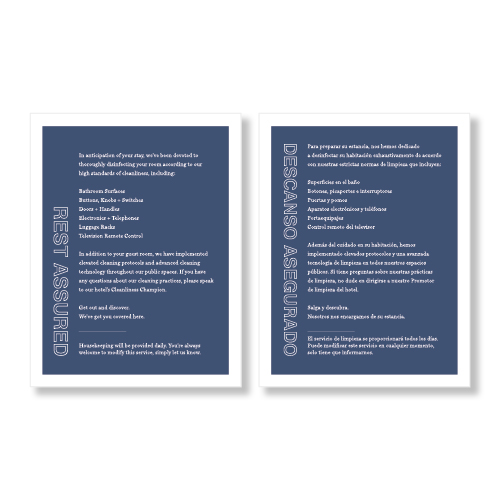 REST ASSURED
In anticipation of your stay, we've been devoted to
thoroughly disinfecting your room according to our
high standards of cleanliness, including:
Bathroom Surfaces
Buttons, Knobs + Switches
Doors + Handles
Electronics + Telephones
Luggage Racks
Television Remote Control
In addition to your guest room, we have implemented
elevated cleaning protocols and advanced cleaning
technology throughout our public spaces. If you have
any questions about our cleaning practices, please speak
to our hotel's Cleanliness Champion.
Get out and discover.
We've got you covered here.
Housekeeping will be provided daily. You're always
welcome to modify this service, simply let us know.
DESCANSO ASEGURADO
Para preparar su estancia, nos hemos dedicado
a desinfectar su habitación exhaustivamente de acuerdo
con nuestras estrictas normas de limpieza que incluyen:
Superficies en el baño
Botones, picaportes e interruptores
Puertas y pomos
Aparatos electrónicos y teléfonos
Portaequipajes
Control remoto del televisor
Además del cuidado en su habitación, hemos
implementado elevados protocolos y una avanzada
tecnología de limpieza en todos nuestros espacios
públicos. Si tiene preguntas sobre nuestras prácticas
de limpieza, no dude en dirigirse a nuestro Promotor
de limpieza del hotel.
Salga y descubra.
Nosotros nos encargamos de su estancia.
El servicio de limpieza se proporcionará todos los días.
Puede modificar este servicio en cualquier momento,
solo tiene que informarnos.